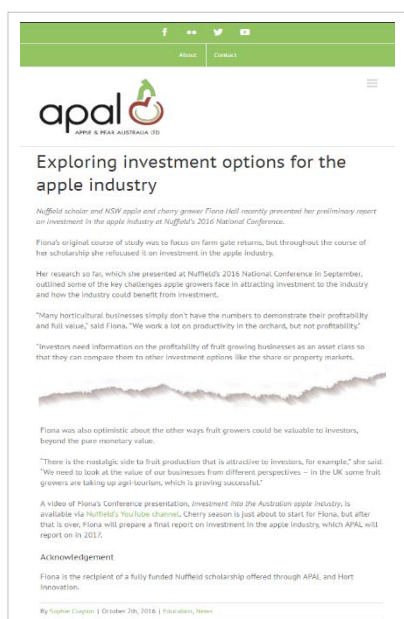 About Contact
apal
APPLE & PEAR AUSTRALIA LTD
Exploring investment options for the
apple industry
Nuffield scholar and NSW apple and cherry grower Fiona Hall recently presented her preliminary report
on investment in the apple industry at Nuffield's 2016 National Conference.
Fiona's original course of study was to focus on farm gate returns, but throughout the course of
her scholarship she refocused it on investment in the apple industry.
Her research so far, which she presented at Nuffield's 2016 National Conference in September,
outlined some of the key challenges apple growers face in attracting investment to the industry
and how the industry could benefit from investment.
"Many horticultural businesses simply don't have the numbers to demonstrate their profitability
and full value," said Fiona. "We work a lot on productivity in the orchard, but not profitability."
"Investors need information on the profitability of fruit growing businesses as an asset class so
that they can compare them to other investment options like the share or property markets.
Fiona was also optimistic about the other ways fruit growers could be valuable to investors,
beyond the pure monetary value.
"There is the nostalgic side to fruit production that is attractive to investors, for example," she said.
"We need to look at the value of our businesses from different perspectives – in the UK some fruit
growers are taking up agri-tourism, which is proving successful."
A video of Fiona's Conference presentation, Investment into the Australian apple industry, is
available via Nuffield's YouTube channel. Cherry season is just about to start for Fiona, but after
that is over, Fiona will prepare a final report on investment in the apple industry, which APAL will
report on in 2017.
Acknowledgement
Fiona is the recipient of a fully funded Nuffield scholarship offered through APAL and Hort
Innovation.
By Sophie Clayton | October 7th, 2016 | Education, News